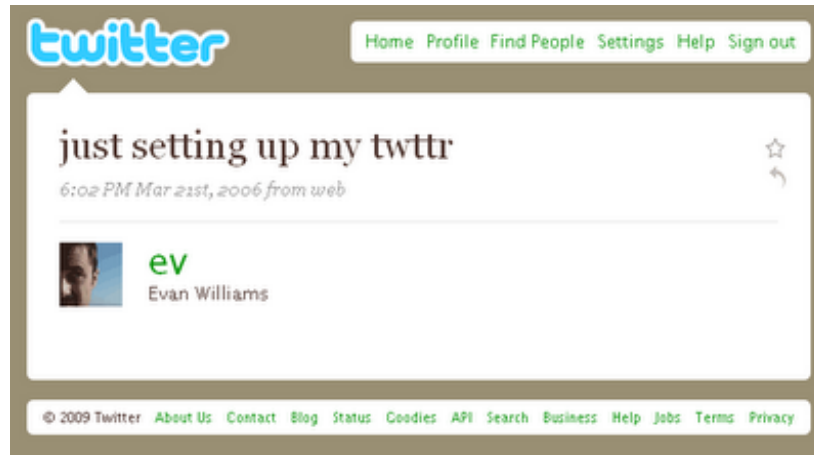 twitter
Home Profile Find People Settings Help Sign out
just setting up my twttr
6:02 PM Mar 21st, 2006 from web
ev
Evan Williams
© 2009 Twitter About Us Contact Blog Status Goodies API Search Business Help Jobs Terms Privacy